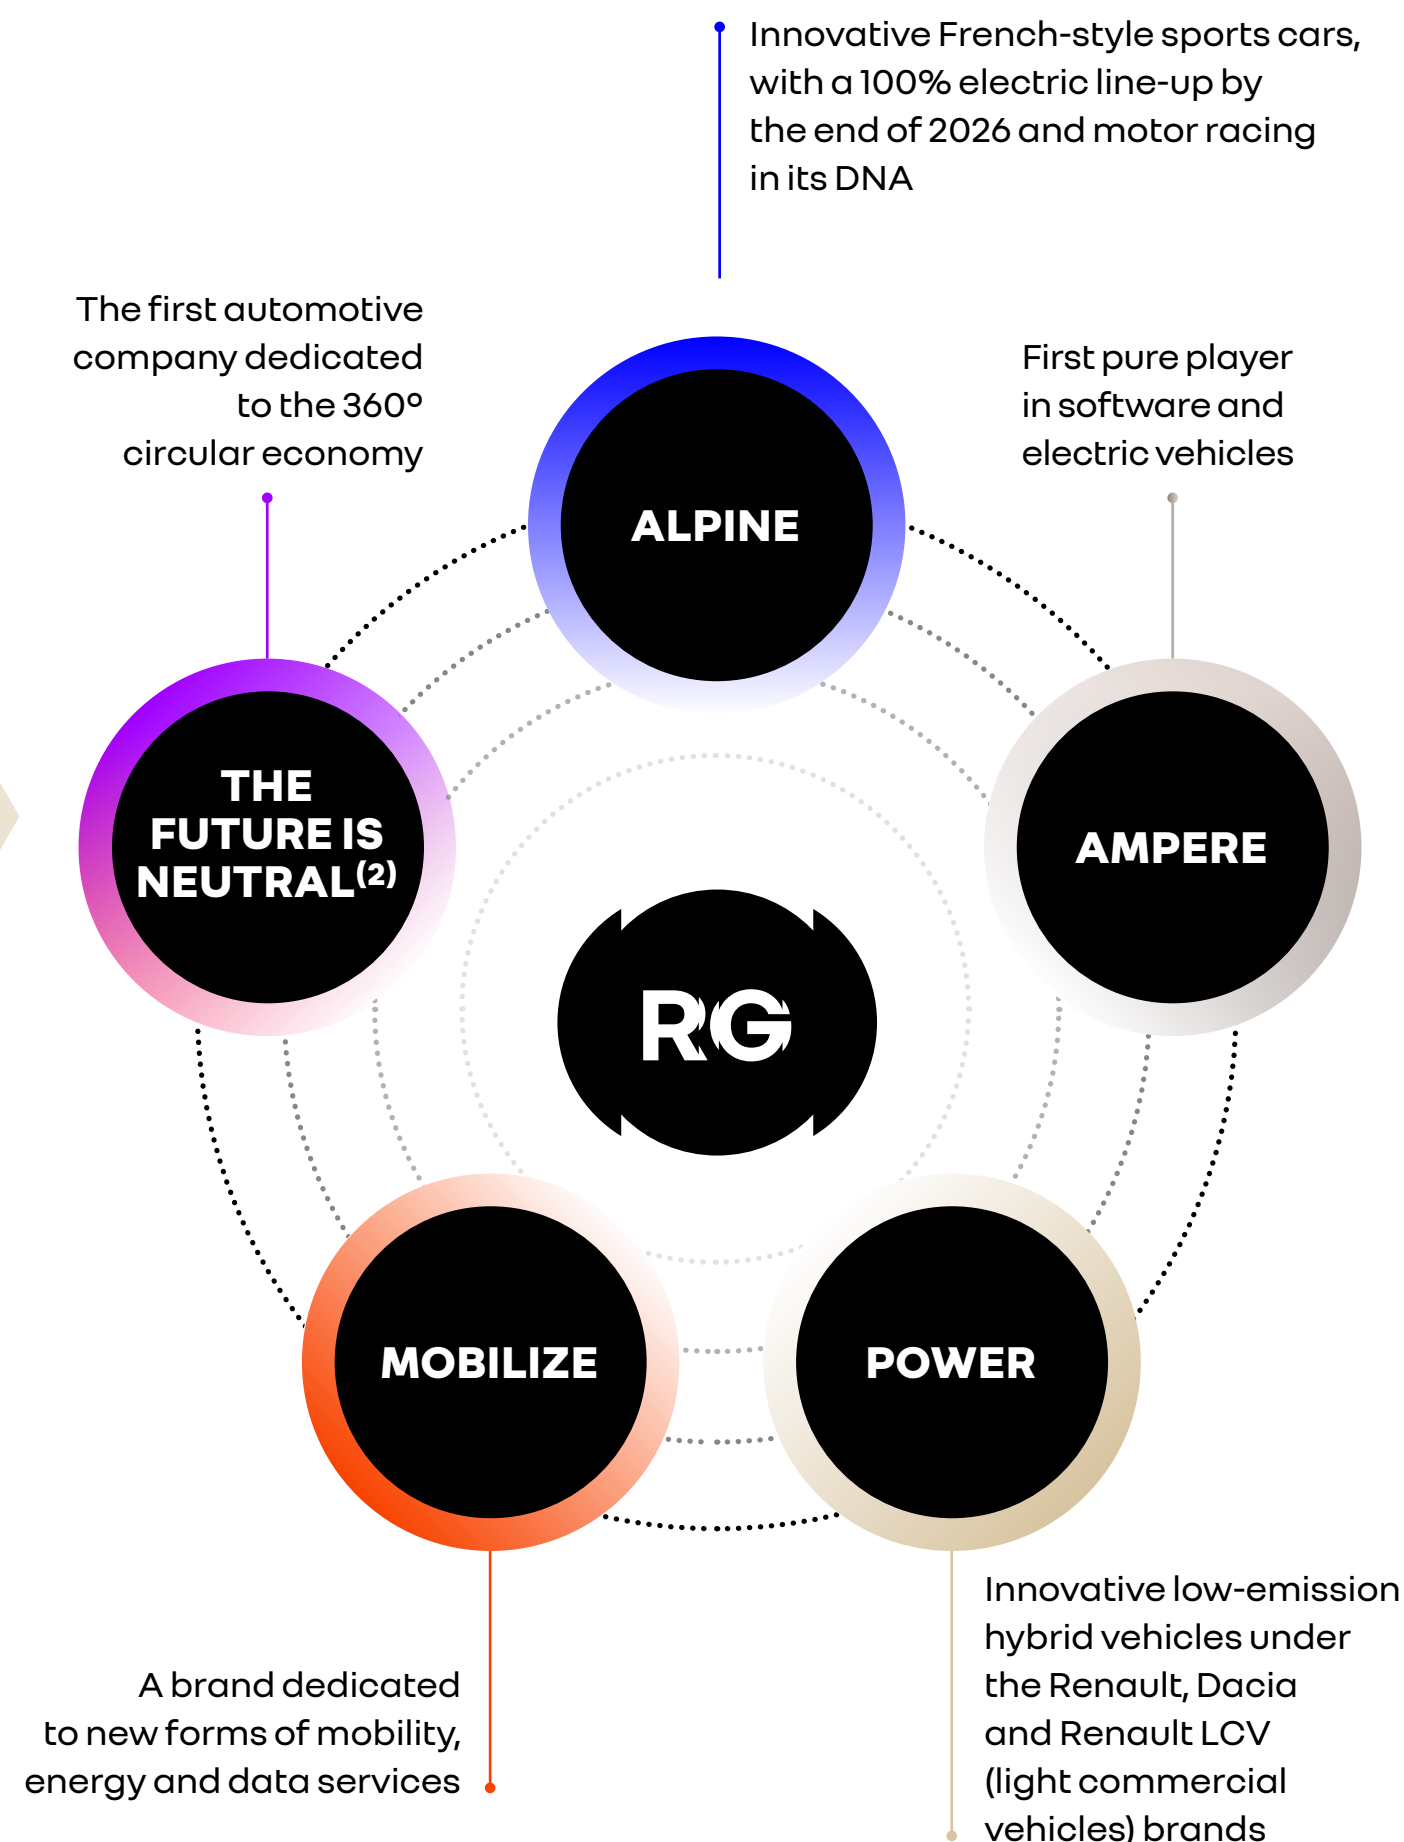 Innovative French-style sports cars,
with a 100% electric line-up by
the end of 2026 and motor racing
in its DNA
The first automotive
company dedicated
to the 360°
circular economy
First pure player
in software and
electric vehicles
ALPINE
THE
FUTURE IS
NEUTRAL(2)
AMPERE
RG
MOBILIZE
POWER
A brand dedicated
to new forms of mobility,
energy and data services
Innovative low-emission
hybrid vehicles under
the Renault, Dacia
and Renault LCV
(light commercial
vehicles) brands